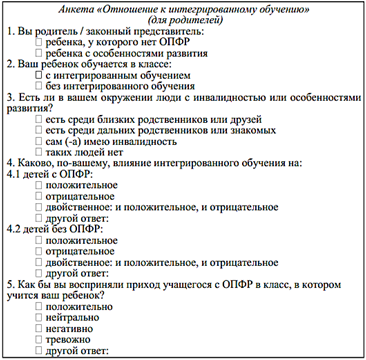 Анкета «Отношение к интегрированному обучению»
(для родителей)
1. Вы родитель / законный представитель:
□ ребенка, у которого нет ОПФР
□ ребенка с особенностями развития
2. Ваш ребенок обучается в классе:
□ с интегрированным обучением
□ без интегрированного обучения
3. Есть ли в вашем окружении люди с инвалидностью или особенностями
развития?
□ есть среди близких родственников или друзей
□ есть среди дальних родственников или знакомых
□ сам (-а) имею инвалидность
□ таких людей нет
4. Каково, по-вашему, влияние интегрированного обучения на:
4.1 детей с ОПФР:
□ положительное
□ отрицательное
□ двойственное: и положительное, и отрицательное
□ другой ответ:
4.2 детей без ОПФР:
□ положительное
□ отрицательное
□ двойственное: и положительное, и отрицательное
□ другой ответ:
5. Как бы вы восприняли приход учащегося с ОПФР в класс, в котором
учится ваш ребенок?
□ положительно
□ нейтрально
□ негативно
□ тревожно
□ другой ответ: